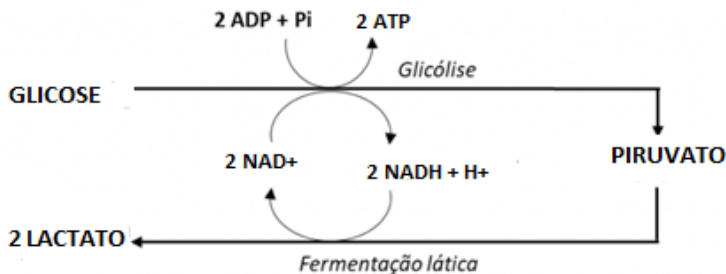 2 ADP + Pi
2 ATP
Glicólise
GLICOSE
2 NAD+
2 NADH + H+
PIRUVATO
2 LACTATO
Fermentação lática